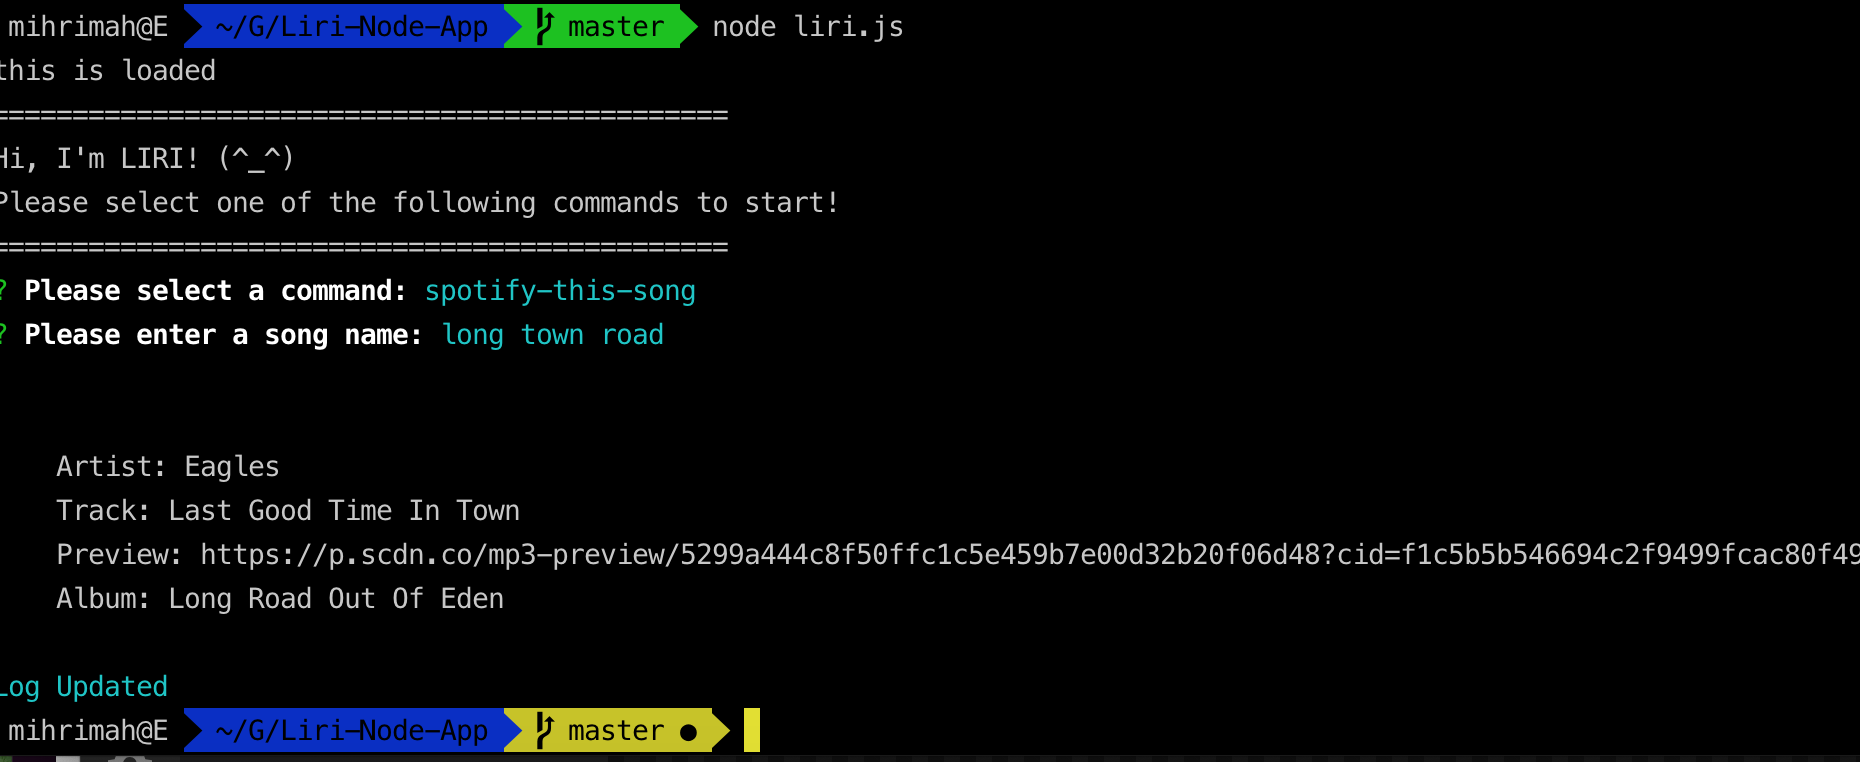 mihrimah@E ~/G/Liri-Node-App master node liri.js
this is loaded
==============================================
Hi, I'm LIRI! (^_^)
Please select one of the following commands to start!
==============================================
? Please select a command: spotify-this-song
? Please enter a song name: long town road
Artist: Eagles
Track: Last Good Time In Town
Preview: https://p.scdn.co/mp3-preview/5299a444c8f50ffc1c5e459b7e00d32b20f06d48?cid=f1c5b5b546694c2f9499fcac80f49
Album: Long Road Out Of Eden
Log Updated
mihrimah@E ~/G/Liri-Node-App master ●